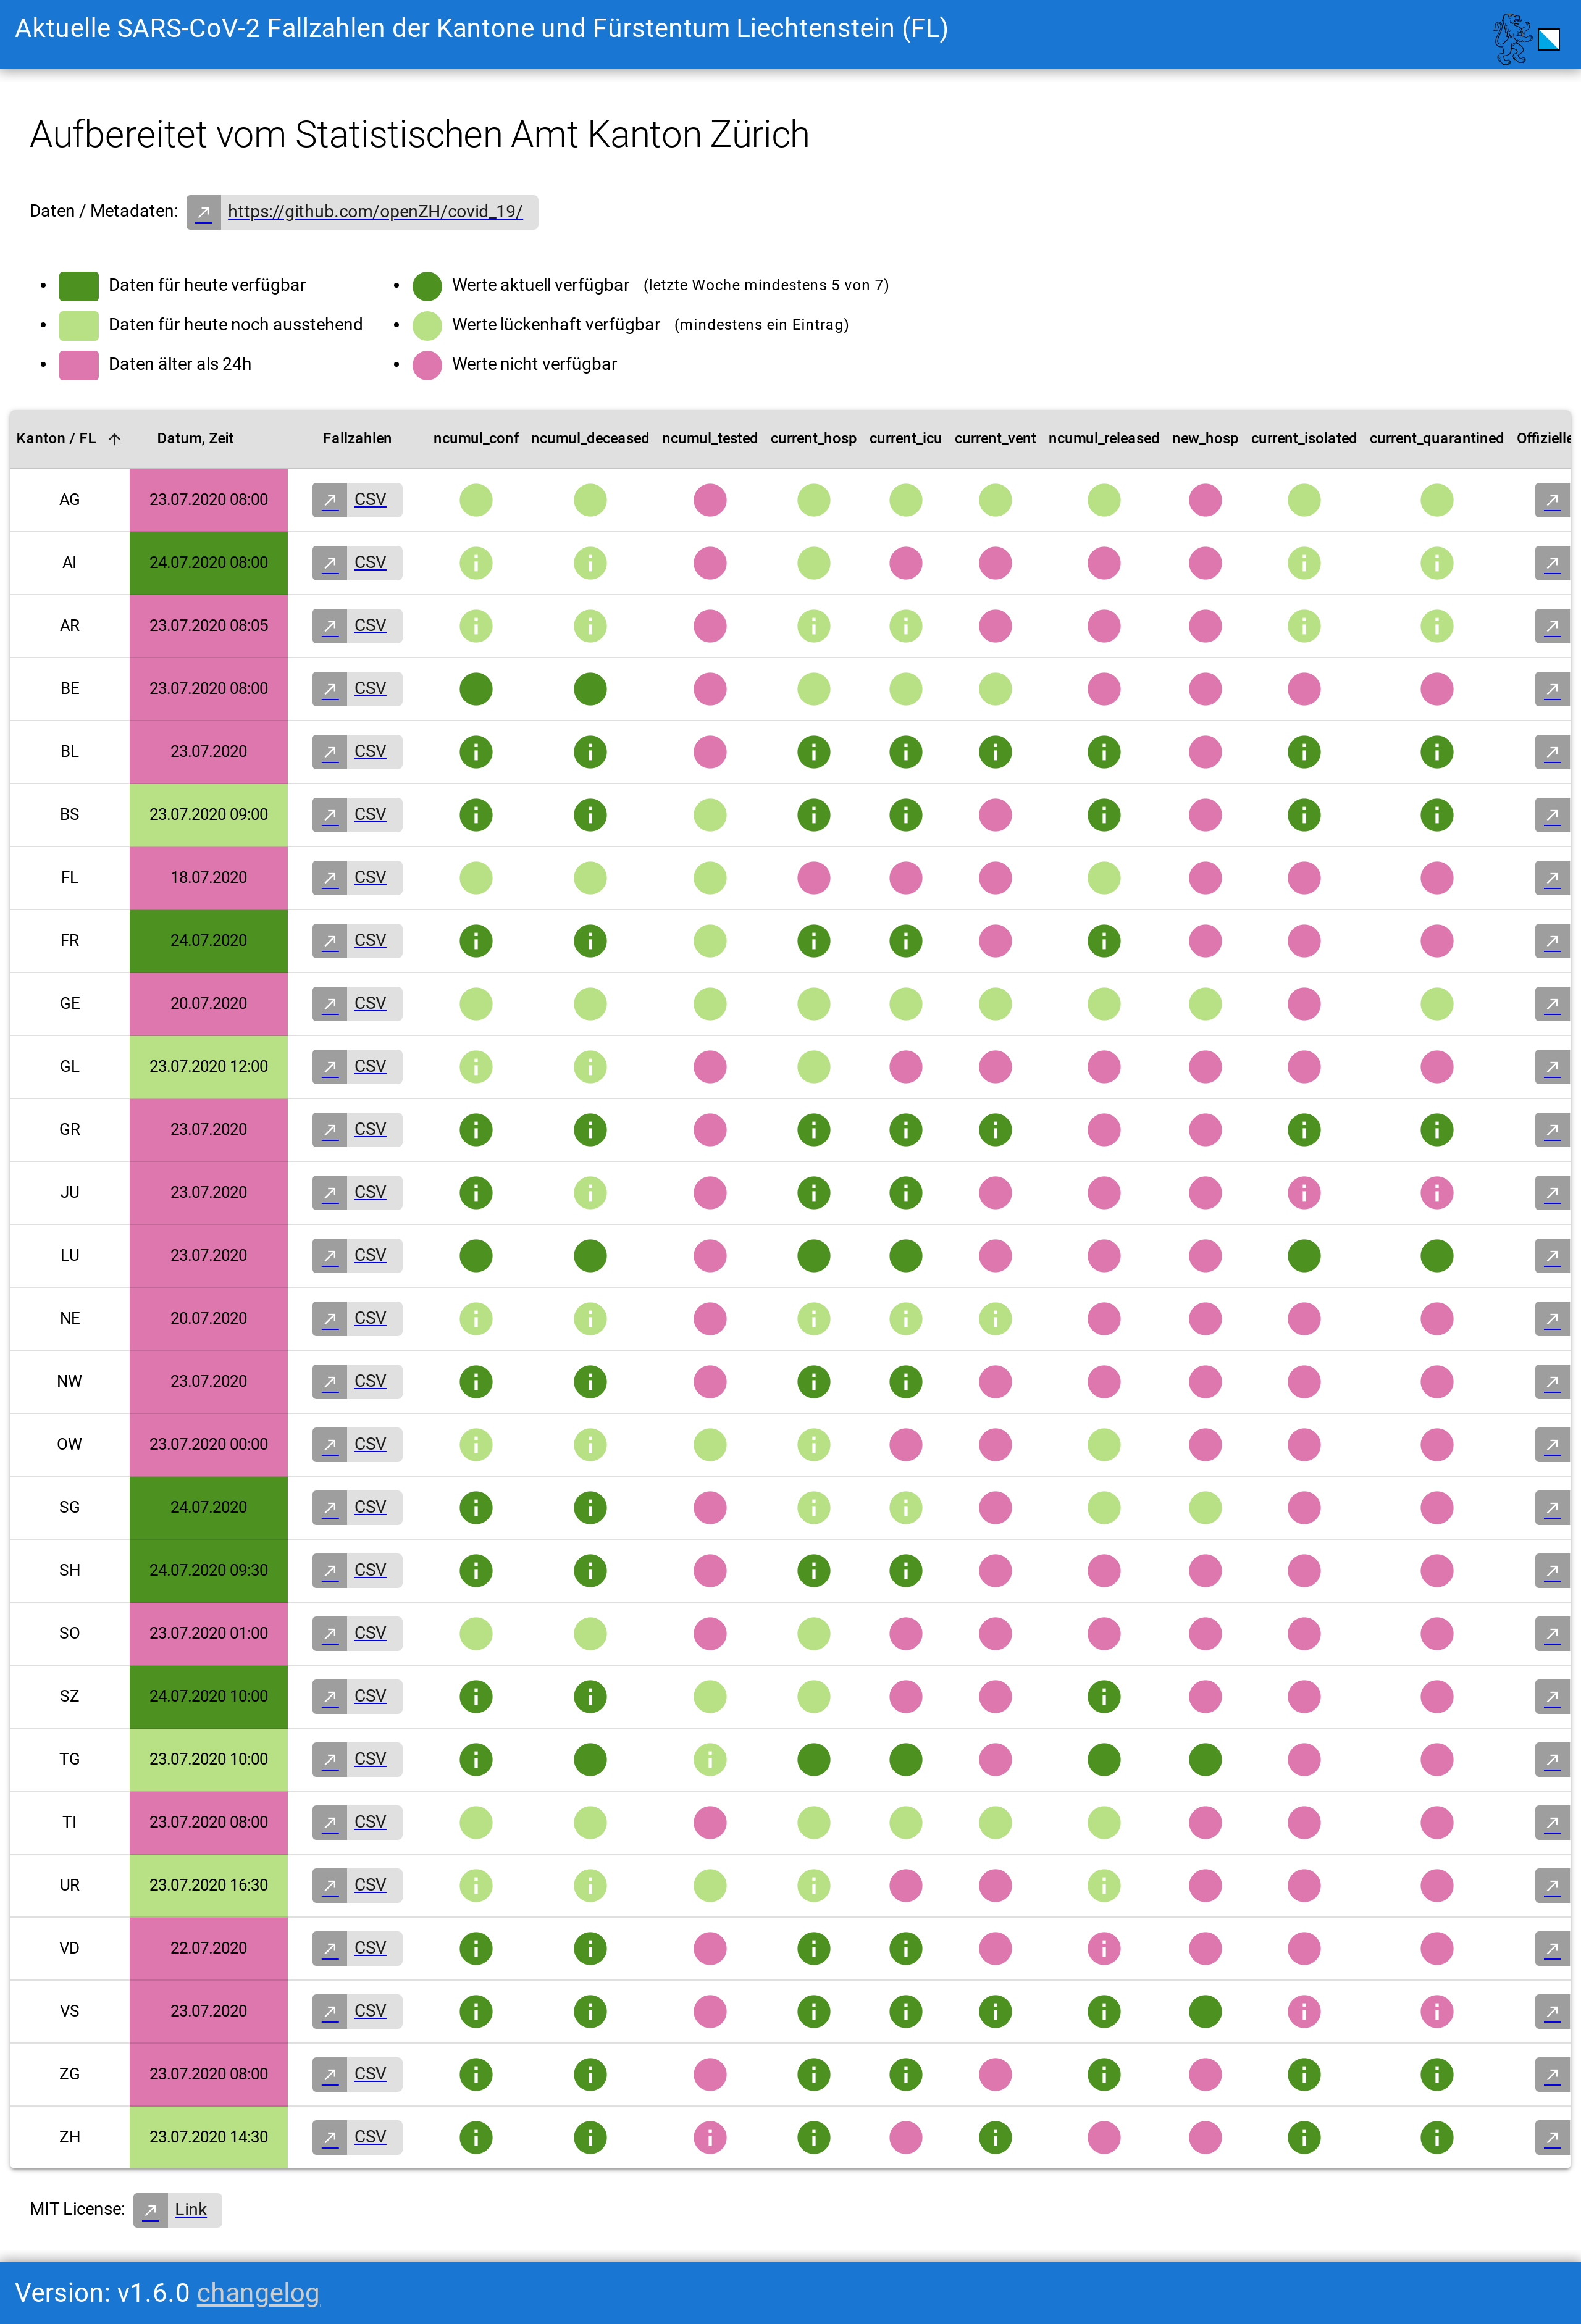 Aktuelle SARS-CoV-2 Fallzahlen der Kantone und Fürstentum Liechtenstein (FL)
Aufbereitet vom Statistischen Amt Kanton Zürich
Daten / Metadaten: https://github.com/openZH/covid_19/
Daten für heute verfügbar
Daten für heute noch ausstehend
Daten älter als 24h
Werte aktuell verfügbar (letzte Woche mindestens 5 von 7)
Werte lückenhaft verfügbar (mindestens ein Eintrag)
Werte nicht verfügbar
Kanton / FL Datum, Zeit Fallzahlen ncumul_conf ncumul_deceased ncumul_tested current_hosp current_icu current_vent ncumul_released new_hosp current_isolated current_quarantined Offizielle
AG 23.07.2020 08:00 CSV
AI 24.07.2020 08:00 CSV
AR 23.07.2020 08:05 CSV
BE 23.07.2020 08:00 CSV
BL 23.07.2020 CSV
BS 23.07.2020 09:00 CSV
FL 18.07.2020 CSV
FR 24.07.2020 CSV
GE 20.07.2020 CSV
GL 23.07.2020 12:00 CSV
GR 23.07.2020 CSV
JU 23.07.2020 CSV
LU 23.07.2020 CSV
NE 20.07.2020 CSV
NW 23.07.2020 CSV
OW 23.07.2020 00:00 CSV
SG 24.07.2020 CSV
SH 24.07.2020 09:30 CSV
SO 23.07.2020 01:00 CSV
SZ 24.07.2020 10:00 CSV
TG 23.07.2020 10:00 CSV
TI 23.07.2020 08:00 CSV
UR 23.07.2020 16:30 CSV
VD 22.07.2020 CSV
VS 23.07.2020 CSV
ZG 23.07.2020 08:00 CSV
ZH 23.07.2020 14:30 CSV
MIT License: Link
Version: v1.6.0 changelog